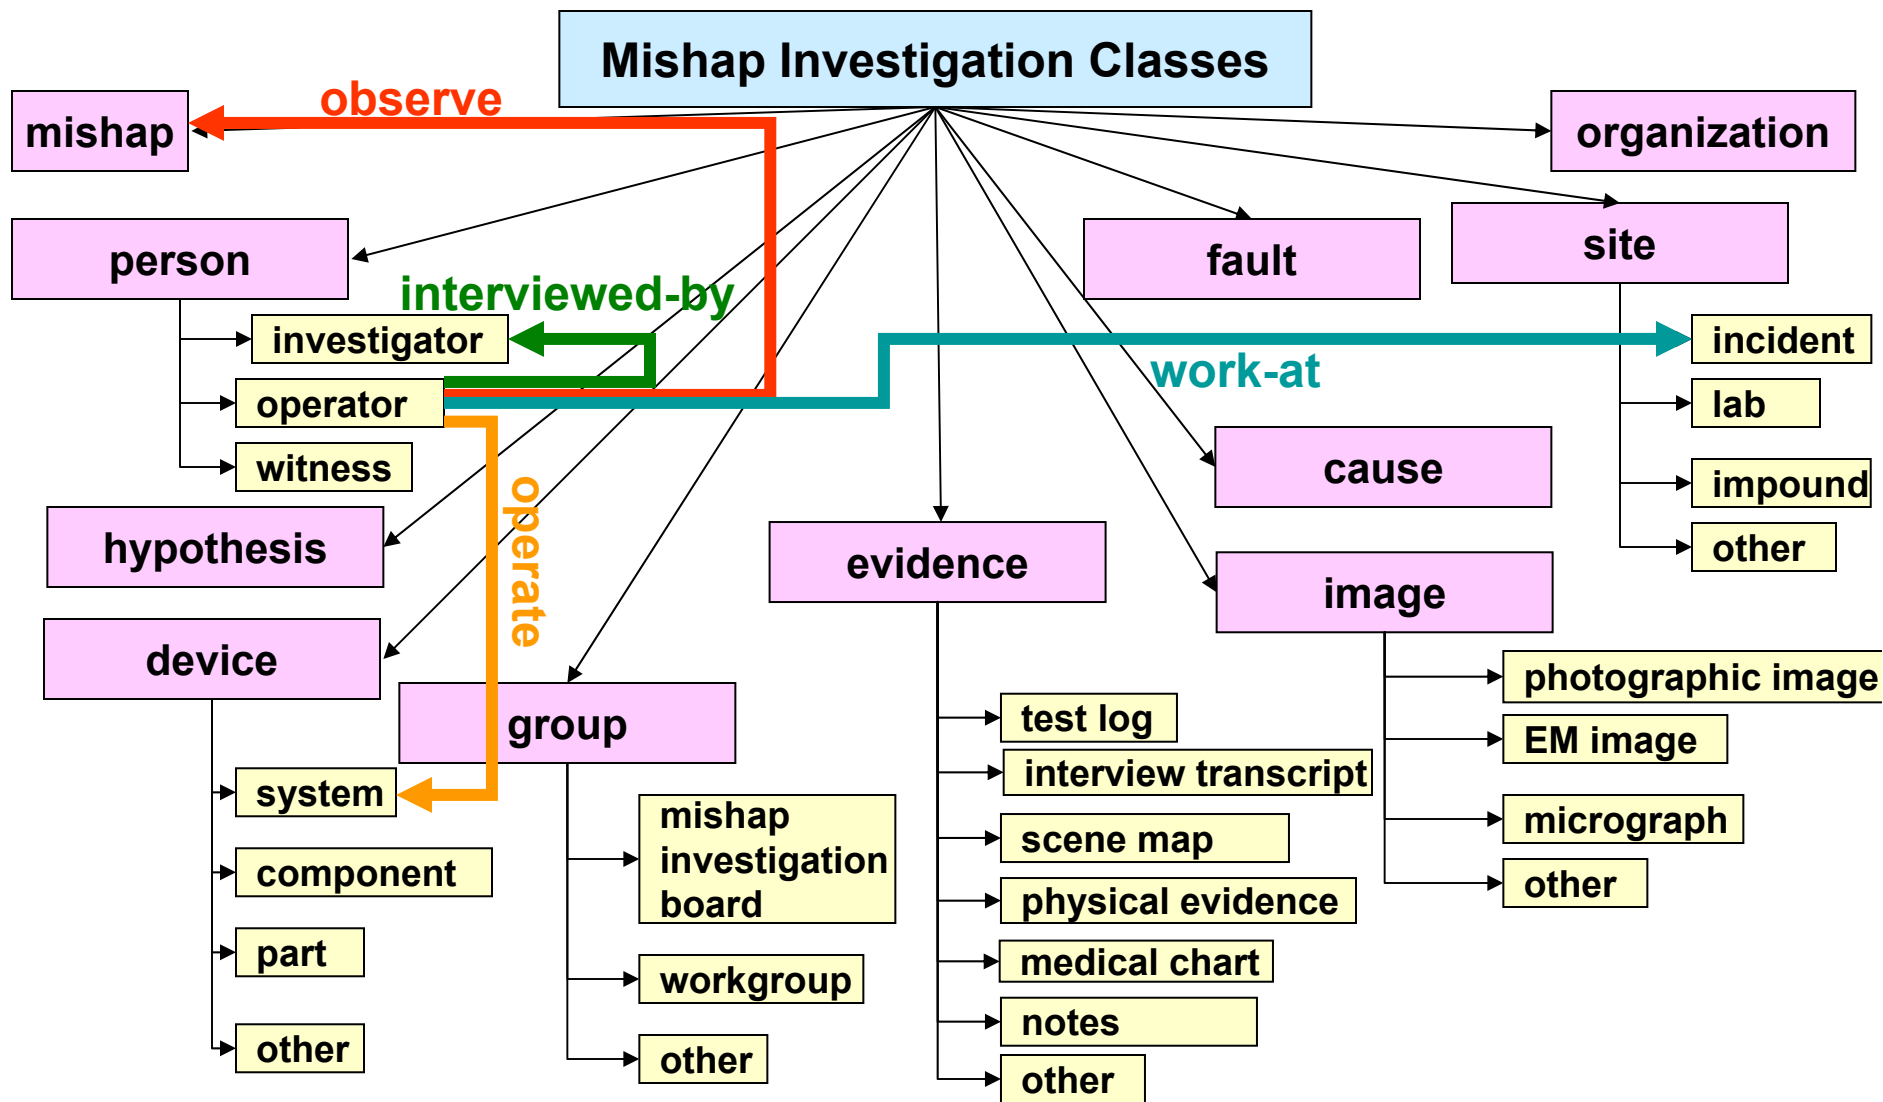 Mishap Investigation Classes
observe
mishap
organization
person
fault
site
interviewed-by
investigator
operator
witness
work-at
incident
lab
impound
other
cause
hypothesis
operate
evidence
image
device
group
system
component
part
other
mishap
investigation
board
workgroup
other
test log
interview transcript
scene map
physical evidence
medical chart
notes
other
photographic image
EM image
micrograph
other